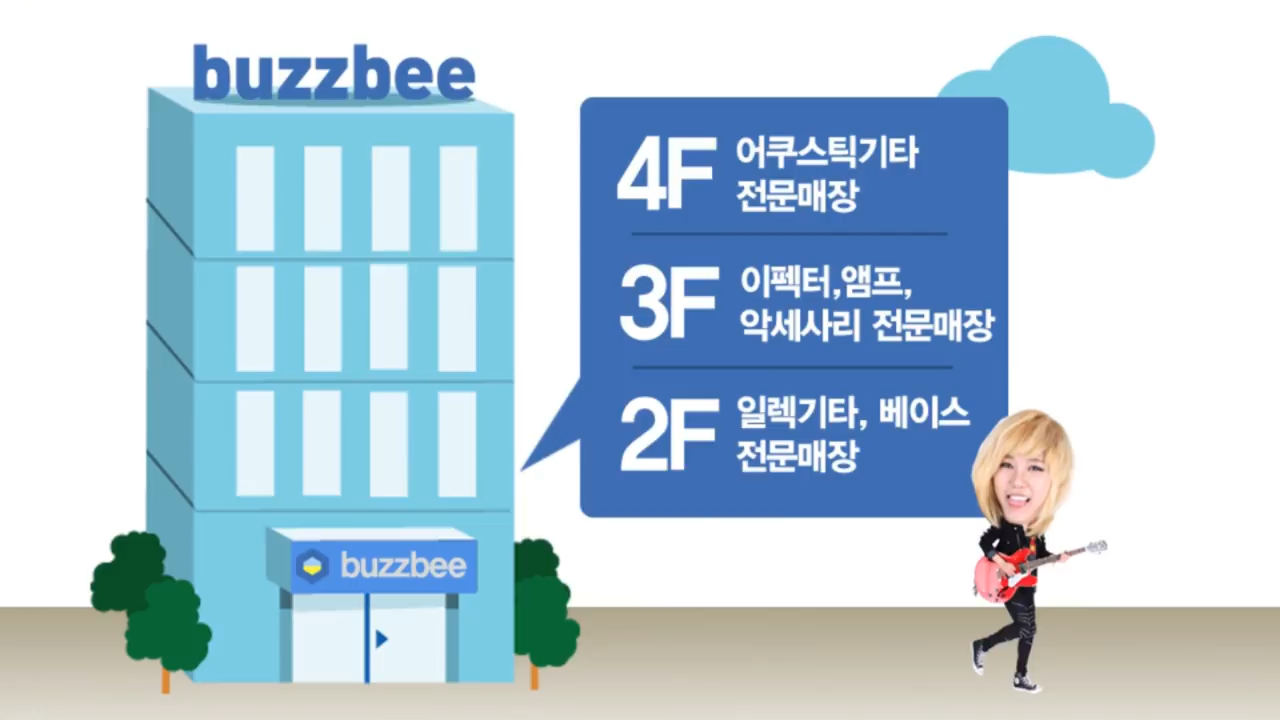 buzzbee
4F 어쿠스틱기타
전문매장
3F 이펙터,앰프,
악세사리 전문매장
2F 일렉기타, 베이스
전문매장
buzzbee